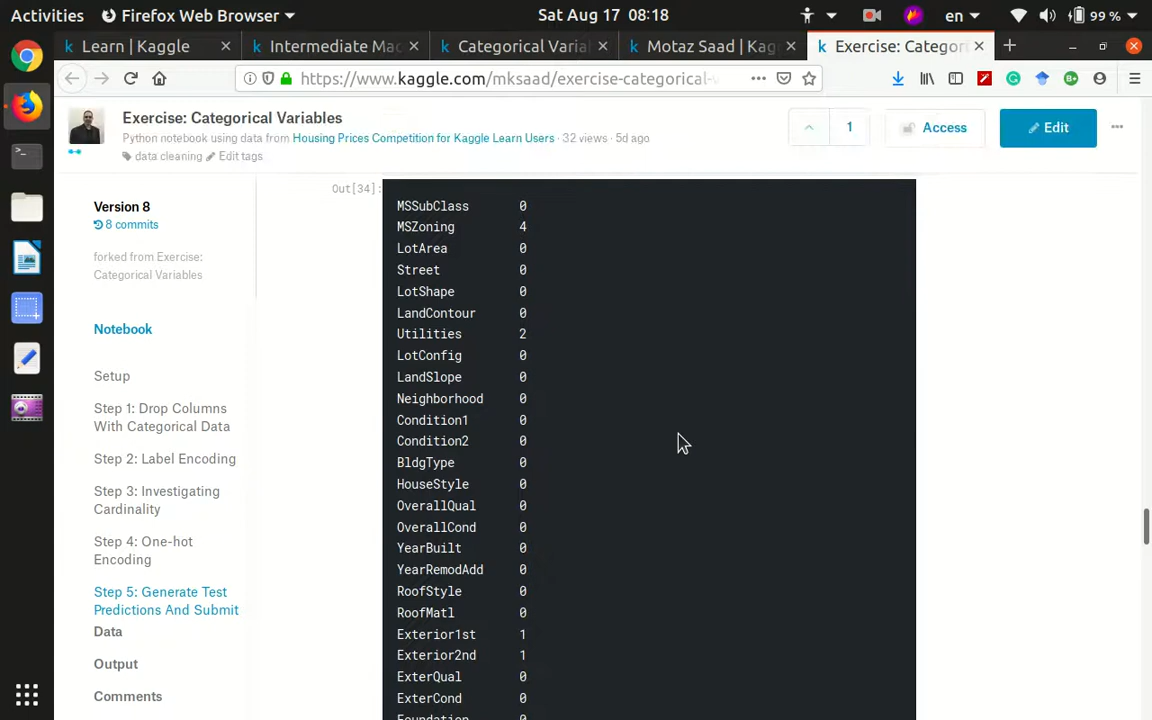 Activities Firefox Web Browser Sat Aug 17 08:18 en 99 %
Learn | Kaggle Intermediate Mac Categorical Varia Motaz Saad | Kag Exercise: Categor
https://www.kaggle.com/mksaad/exercise-categorical-
Exercise: Categorical Variables
Python notebook using data from Housing Prices Competition for Kaggle Learn Users · 32 views · 5d ago
data cleaning Edit tags
1
Access
Edit
Version 8
8 commits
forked from Exercise:
Categorical Variables
Notebook
Setup
Step 1: Drop Columns
With Categorical Data
Step 2: Label Encoding
Step 3: Investigating
Cardinality
Step 4: One-hot
Encoding
Step 5: Generate Test
Predictions And Submit
Data
Output
Comments
Out[34]:
MSSubClass 0
MSZoning 4
LotArea 0
Street 0
LotShape 0
LandContour 0
Utilities 2
LotConfig 0
LandSlope 0
Neighborhood 0
Condition1 0
Condition2 0
BldgType 0
HouseStyle 0
OverallQual 0
OverallCond 0
YearBuilt 0
YearRemodAdd 0
RoofStyle 0
RoofMatl 0
Exterior1st 1
Exterior2nd 1
ExterQual 0
ExterCond 0
Foundation 0